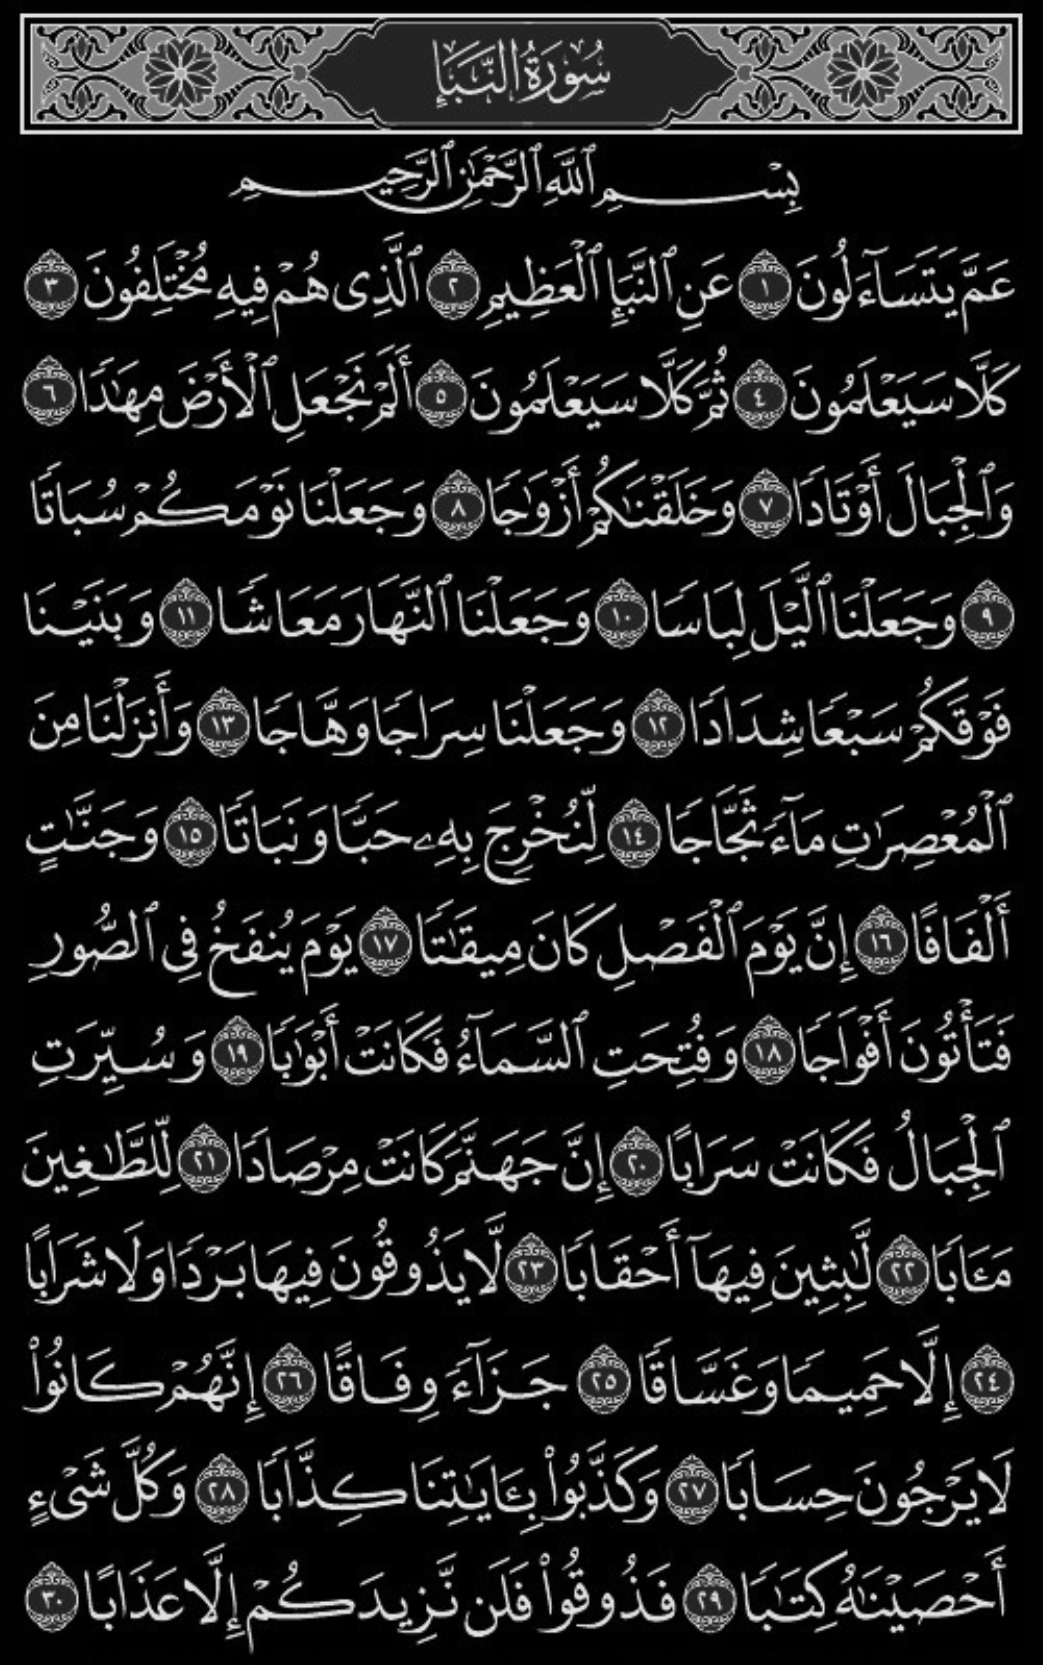 سُورَةُ النَّبَإِ
بِسْمِ ٱللَّهِ ٱلرَّحْمَٰنِ ٱلرَّحِيمِ
عَمَّ يَتَسَآءَلُونَ ١ عَنِ ٱلنَّبَإِ ٱلْعَظِيمِ ٢ ٱلَّذِى هُمْ فِيهِ مُخْتَلِفُونَ ٣
كَلَّا سَيَعْلَمُونَ ٤ ثُمَّ كَلَّا سَيَعْلَمُونَ ٥ أَلَمْ نَجْعَلِ ٱلْأَرْضَ مِهَٰدًا ٦
وَٱلْجِبَالَ أَوْتَادًا ٧ وَخَلَقْنَٰكُمْ أَزْوَٰجًا ٨ وَجَعَلْنَا نَوْمَكُمْ سُبَاتًا
٩ وَجَعَلْنَا ٱلَّيْلَ لِبَاسًا ١٠ وَجَعَلْنَا ٱلنَّهَارَ مَعَاشًا ١١ وَبَنَيْنَا
فَوْقَكُمْ سَبْعًا شِدَادًا ١٢ وَجَعَلْنَا سِرَاجًا وَهَّاجًا ١٣ وَأَنزَلْنَا مِنَ
ٱلْمُعْصِرَٰتِ مَآءً ثَجَّاجًا ١٤ لِّنُخْرِجَ بِهِۦ حَبًّا وَنَبَاتًا ١٥ وَجَنَّٰتٍ
أَلْفَافًا ١٦ إِنَّ يَوْمَ ٱلْفَصْلِ كَانَ مِيقَٰتًا ١٧ يَوْمَ يُنفَخُ فِى ٱلصُّورِ
فَتَأْتُونَ أَفْوَاجًا ١٨ وَفُتِحَتِ ٱلسَّمَآءُ فَكَانَتْ أَبْوَٰبًا ١٩ وَسُيِّرَتِ
ٱلْجِبَالُ فَكَانَتْ سَرَابًا ٢٠ إِنَّ جَهَنَّمَ كَانَتْ مِرْصَادًا ٢١ لِّلطَّٰغِينَ
مَـَٔابًا ٢٢ لَّٰبِثِينَ فِيهَآ أَحْقَابًا ٢٣ لَّا يَذُوقُونَ فِيهَا بَرْدًا وَلَا شَرَابًا
٢٤ إِلَّا حَمِيمًا وَغَسَّاقًا ٢٥ جَزَآءً وِفَاقًا ٢٦ إِنَّهُمْ كَانُوا۟
لَا يَرْجُونَ حِسَابًا ٢٧ وَكَذَّبُوا۟ بِـَٔايَٰتِنَا كِذَّابًا ٢٨ وَكُلَّ شَىْءٍ
أَحْصَيْنَٰهُ كِتَٰبًا ٢٩ فَذُوقُوا۟ فَلَن نَّزِيدَكُمْ إِلَّا عَذَابًا ٣٠